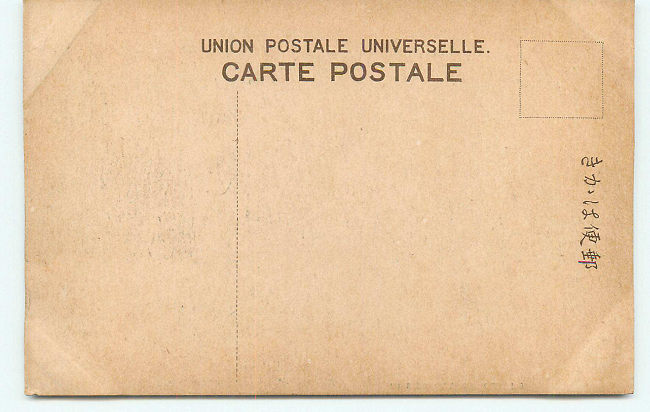 UNION POSTALE UNIVERSELLE.
CARTE POSTALE
郵便はかき